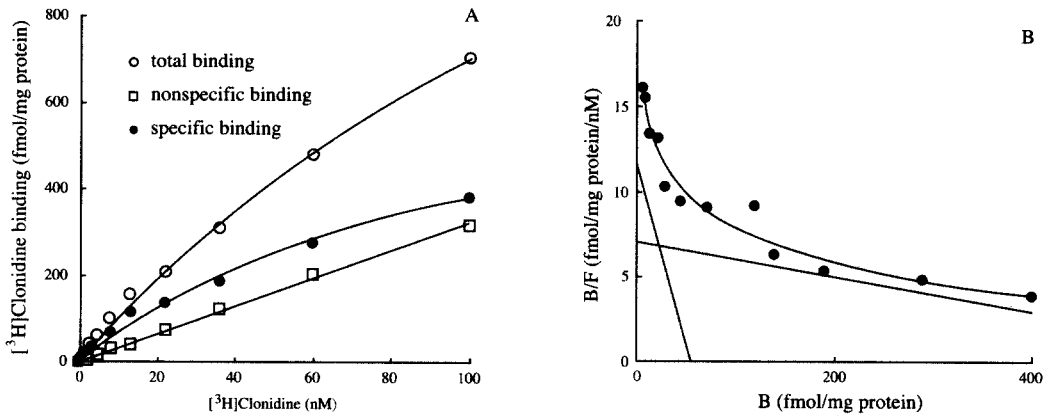 A
[³H]Clonidine binding (fmol/mg protein)
800
600
400
200
0
total binding
nonspecific binding
specific binding
0 20 40 60 80 100
[³H]Clonidine (nM)
B
B/F (fmol/mg protein/nM)
20
15
10
5
0
0 100 200 300 400
B (fmol/mg protein)